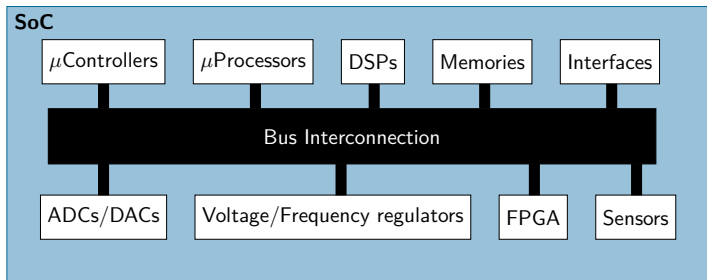 SoC
μControllers μProcessors DSPs Memories Interfaces
Bus Interconnection
ADCs/DACs Voltage/Frequency regulators FPGA Sensors